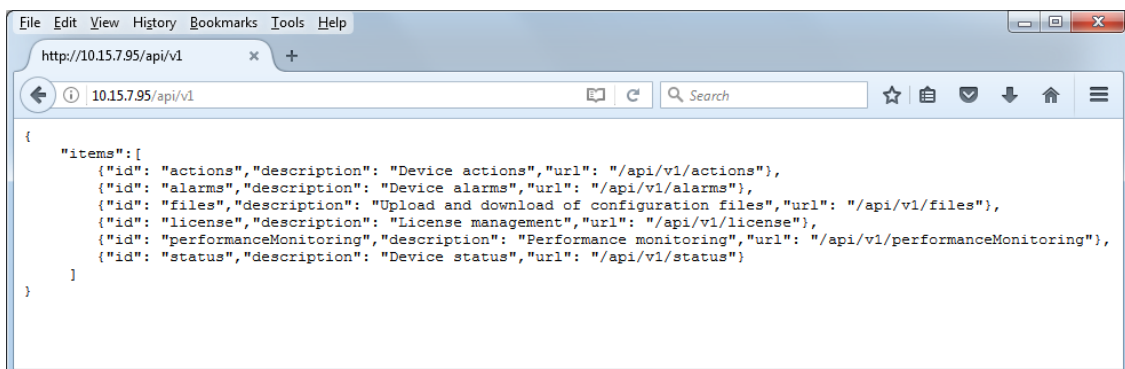 File Edit View History Bookmarks Tools Help
http://10.15.7.95/api/v1
10.15.7.95/api/v1 Search
{
    "items":[
        {"id": "actions","description": "Device actions","url": "/api/v1/actions"},
        {"id": "alarms","description": "Device alarms","url": "/api/v1/alarms"},
        {"id": "files","description": "Upload and download of configuration files","url": "/api/v1/files"},
        {"id": "license","description": "License management","url": "/api/v1/license"},
        {"id": "performanceMonitoring","description": "Performance monitoring","url": "/api/v1/performanceMonitoring"},
        {"id": "status","description": "Device status","url": "/api/v1/status"}
     ]
}